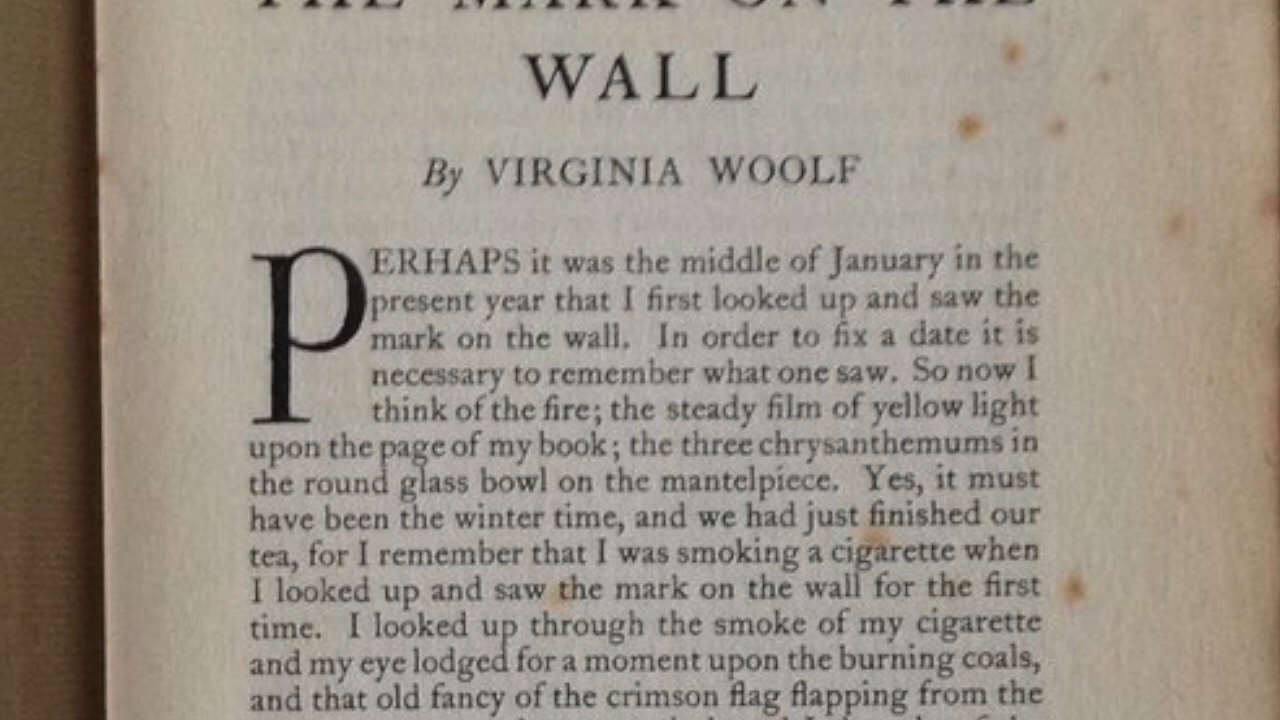 THE MARK ON THE
WALL
By VIRGINIA WOOLF
PERHAPS it was the middle of January in the
present year that I first looked up and saw the
mark on the wall. In order to fix a date it is
necessary to remember what one saw. So now I
think of the fire; the steady film of yellow light
upon the page of my book; the three chrysanthemums in
the round glass bowl on the mantelpiece. Yes, it must
have been the winter time, and we had just finished our
tea, for I remember that I was smoking a cigarette when
I looked up and saw the mark on the wall for the first
time. I looked up through the smoke of my cigarette
and my eye lodged for a moment upon the burning coals,
and that old fancy of the crimson flag flapping from the